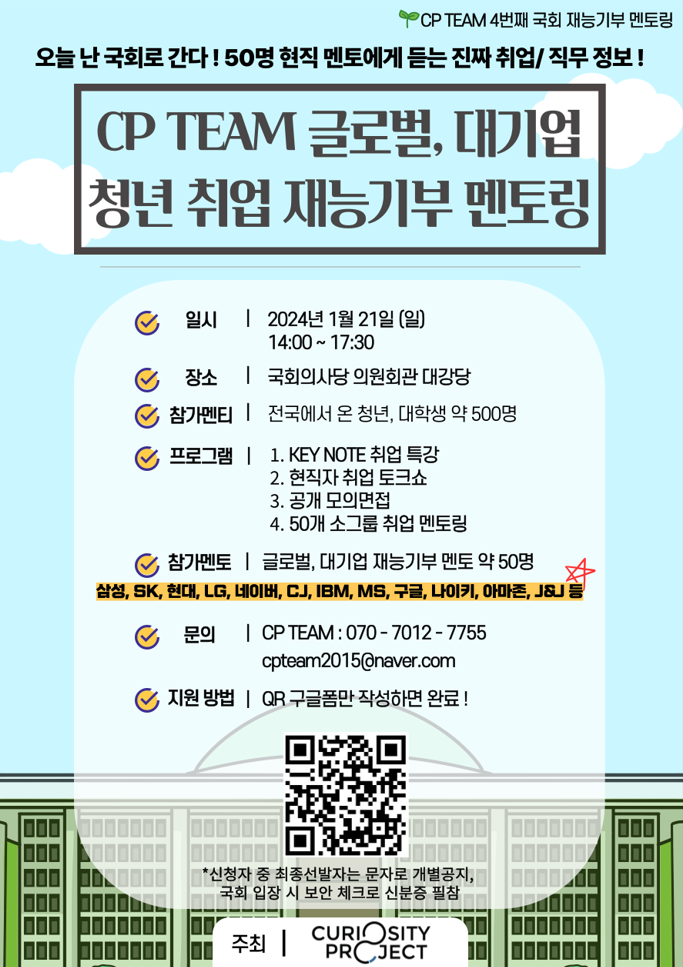 CP TEAM 4번째 국회 재능기부 멘토링
오늘 난 국회로 간다 ! 50명 현직 멘토에게 듣는 진짜 취업/ 직무 정보 !
CP TEAM 글로벌, 대기업
청년 취업 재능기부 멘토링
일시 | 2024년 1월 21일 (일)
14:00 ~ 17:30
장소 | 국회의사당 의원회관 대강당
참가멘티 | 전국에서 온 청년, 대학생 약 500명
프로그램 | 1. KEY NOTE 취업 특강
2. 현직자 취업 토크쇼
3. 공개 모의면접
4. 50개 소그룹 취업 멘토링
참가멘토 | 글로벌, 대기업 재능기부 멘토 약 50명
삼성, SK, 현대, LG, 네이버, CJ, IBM, MS, 구글, 나이키, 아마존, J&J 등
문의 | CP TEAM : 070 - 7012 - 7755
cpteam2015@naver.com
지원 방법 | QR 구글폼만 작성하면 완료 !
*신청자 중 최종선발자는 문자로 개별공지,
국회 입장 시 보안 체크로 신분증 필참
주최 | CURIOSITY
PROJECT